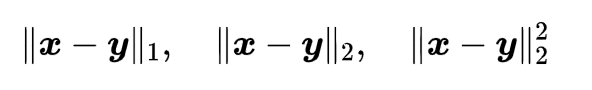 ‖x − y‖₁, ‖x − y‖₂, ‖x − y‖₂²